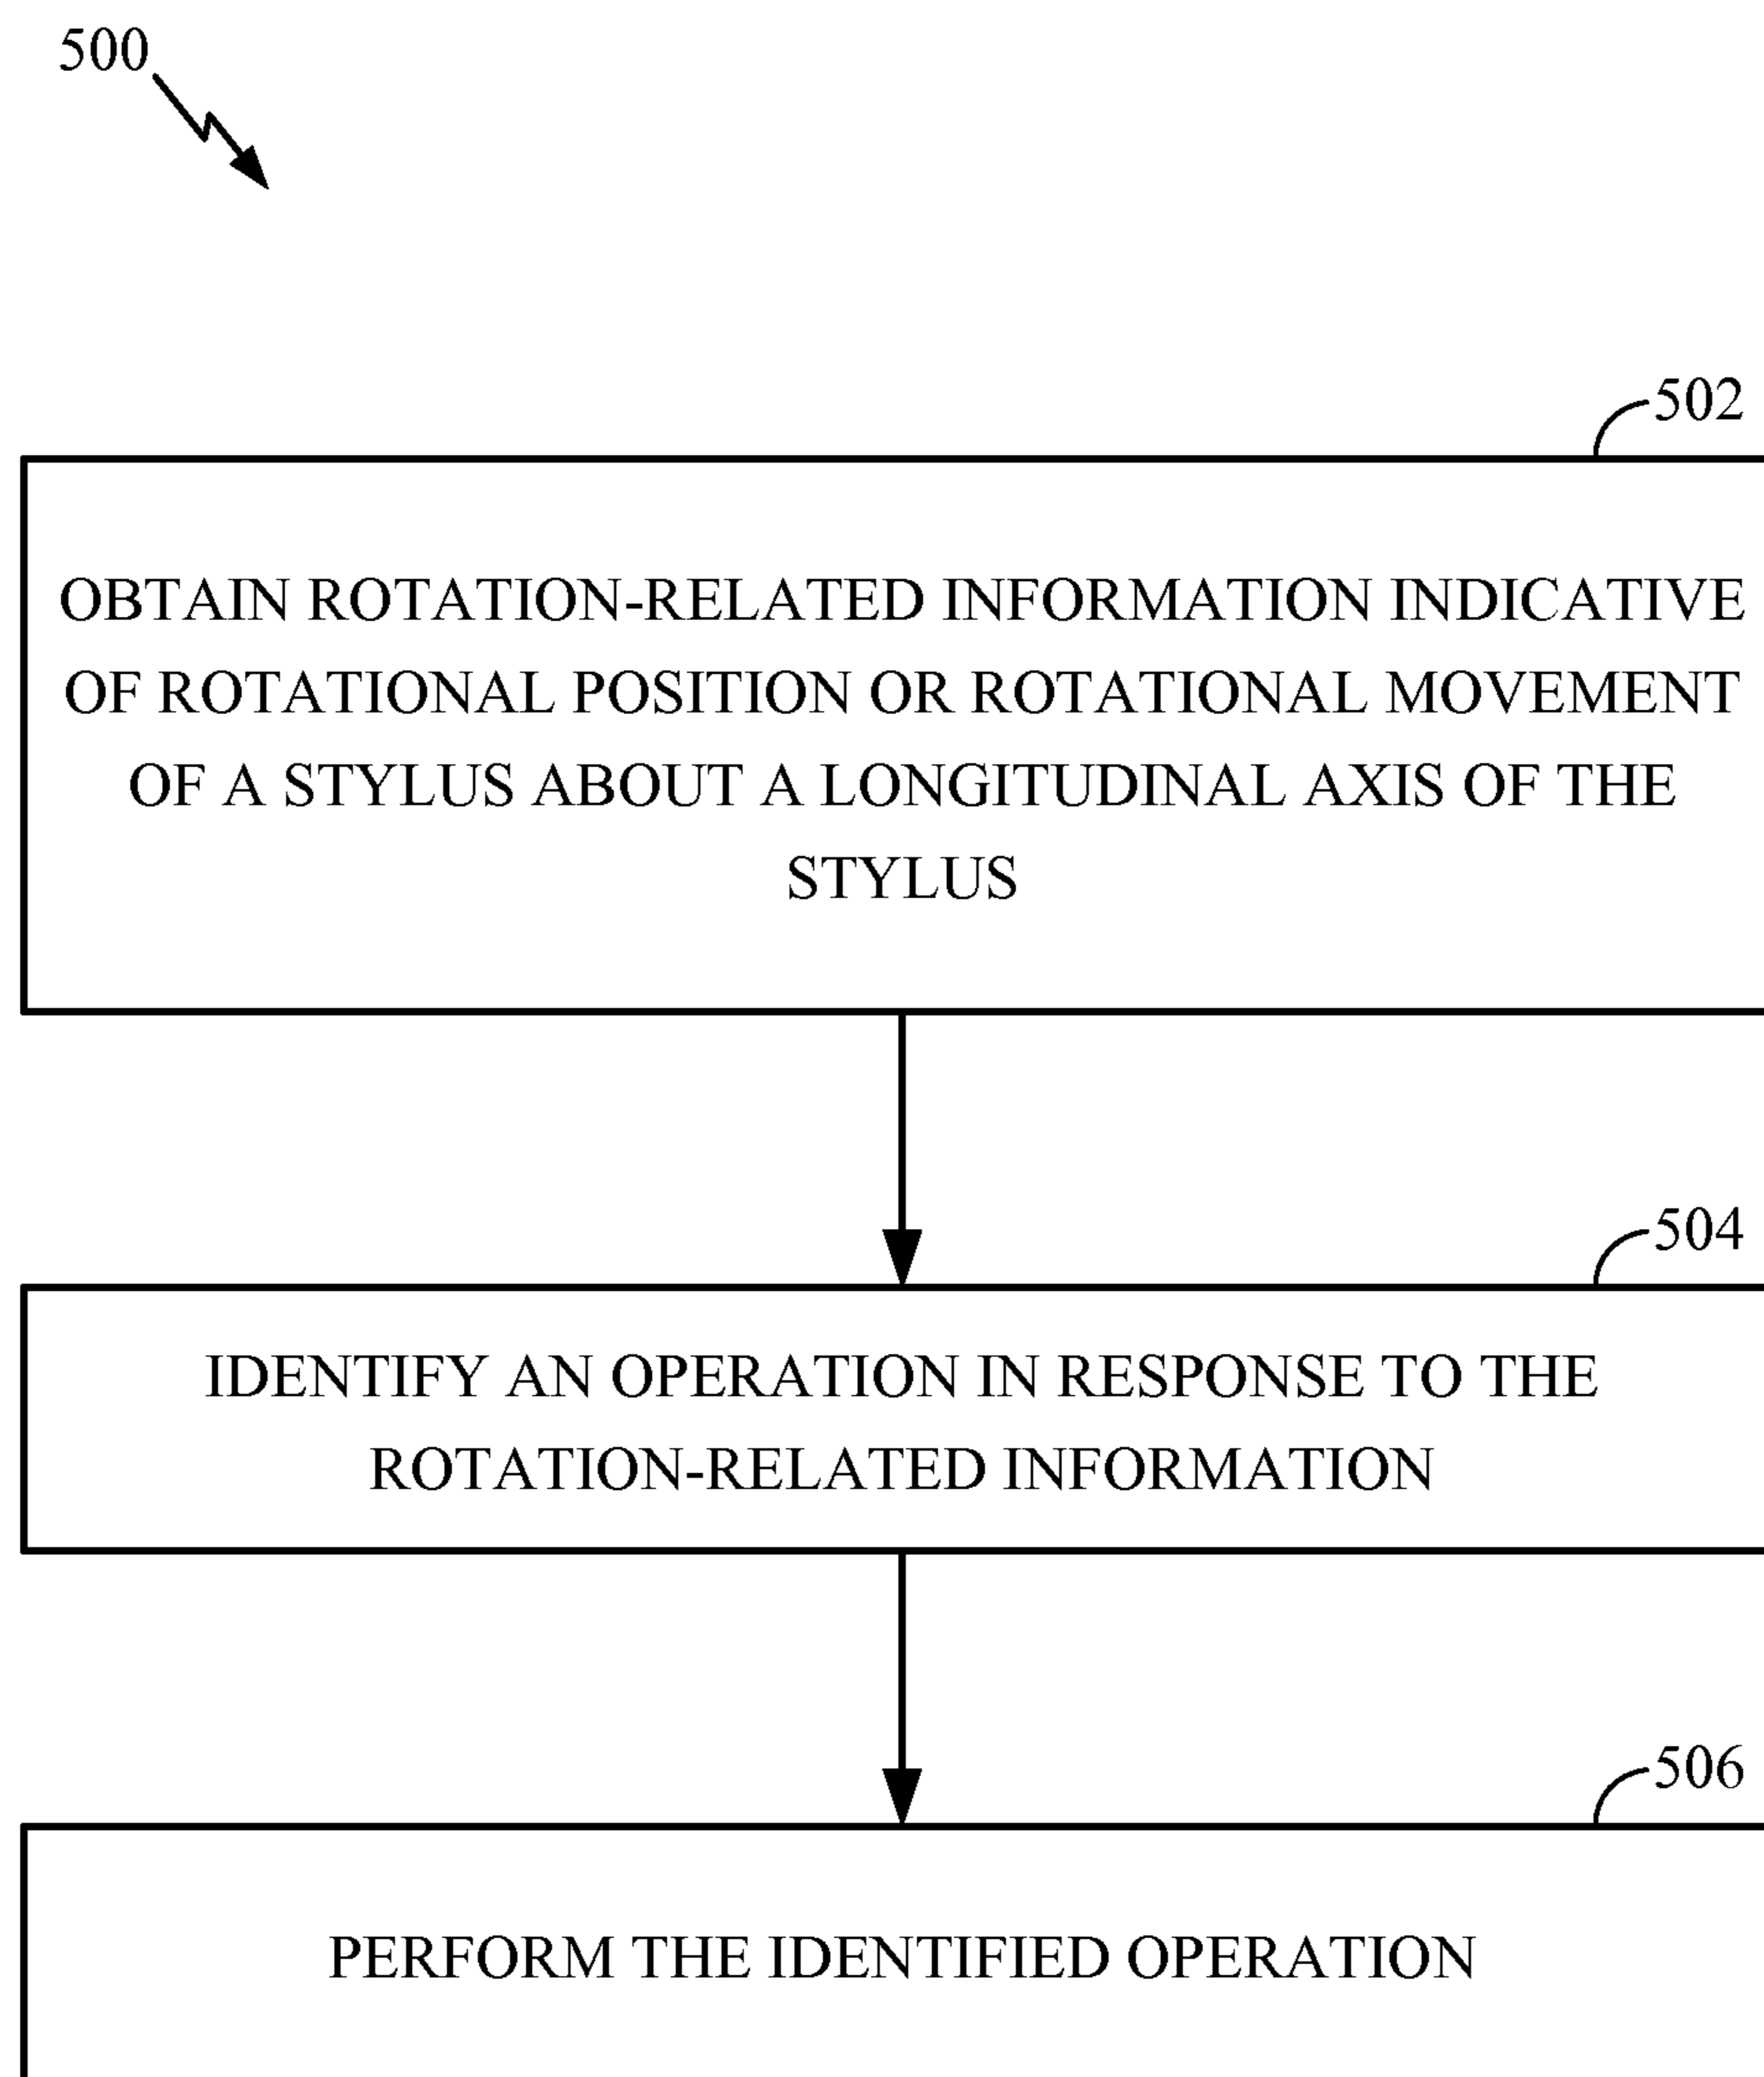 500
502
OBTAIN ROTATION-RELATED INFORMATION INDICATIVE
OF ROTATIONAL POSITION OR ROTATIONAL MOVEMENT
OF A STYLUS ABOUT A LONGITUDINAL AXIS OF THE
STYLUS
504
IDENTIFY AN OPERATION IN RESPONSE TO THE
ROTATION-RELATED INFORMATION
506
PERFORM THE IDENTIFIED OPERATION